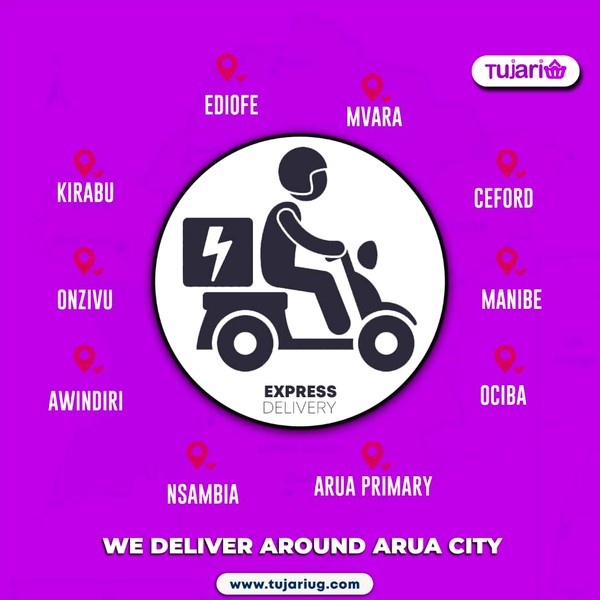 Tujari
EDIOFE
MVARA
KIRABU
CEFORD
ONZIVU
MANIBE
AWINDIRI
OCIBA
NSAMBIA
ARUA PRIMARY
EXPRESS
DELIVERY
WE DELIVER AROUND ARUA CITY
www.tujariug.com